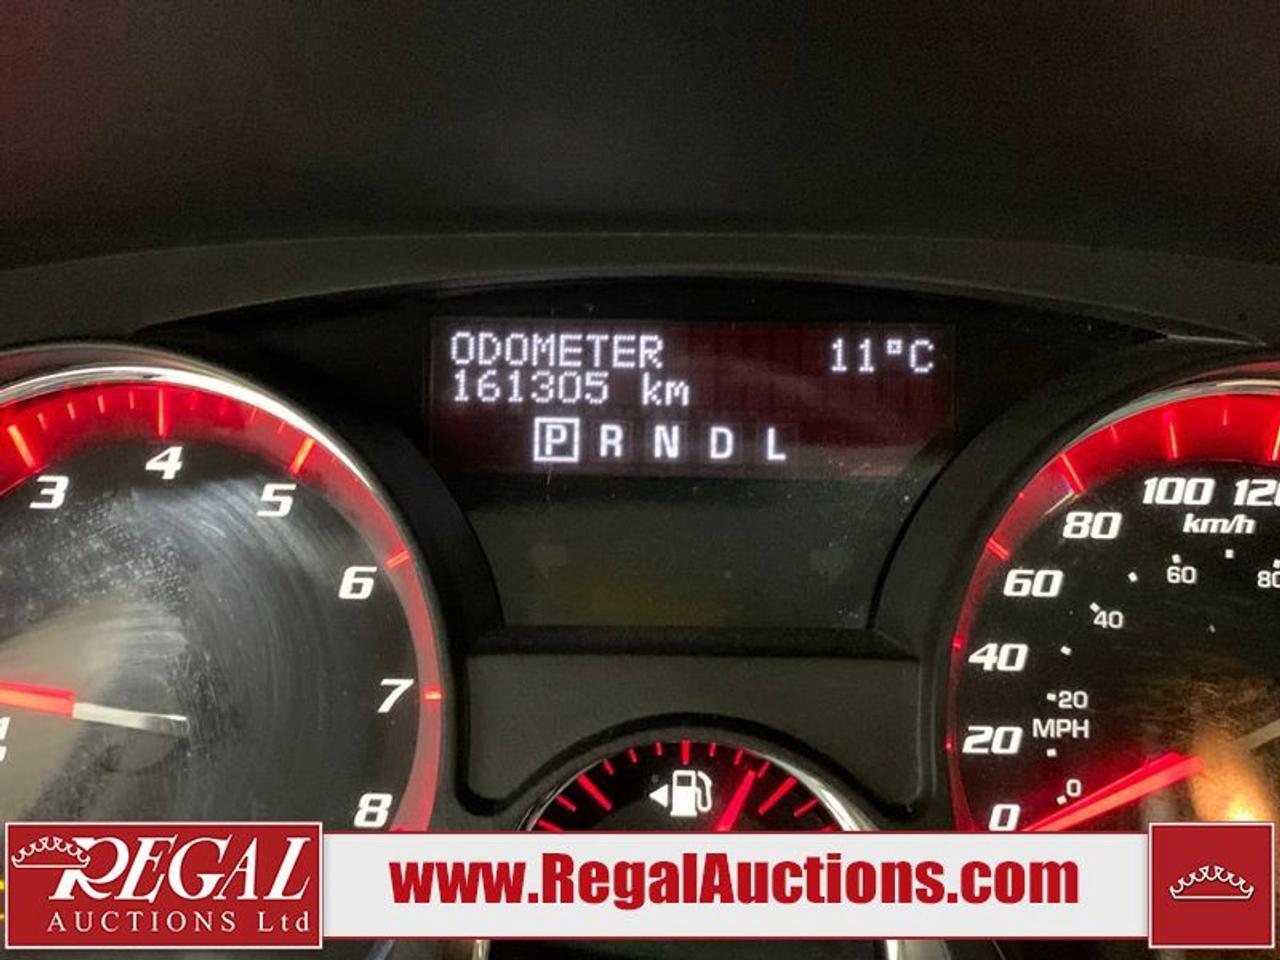 ODOMETER 11°C
161305 km
P R N D L
3 4 5 6 7 8
0 20 40 60 80 100
km/h
0 20 40 60
MPH
REGAL
AUCTIONS Ltd
www.RegalAuctions.com